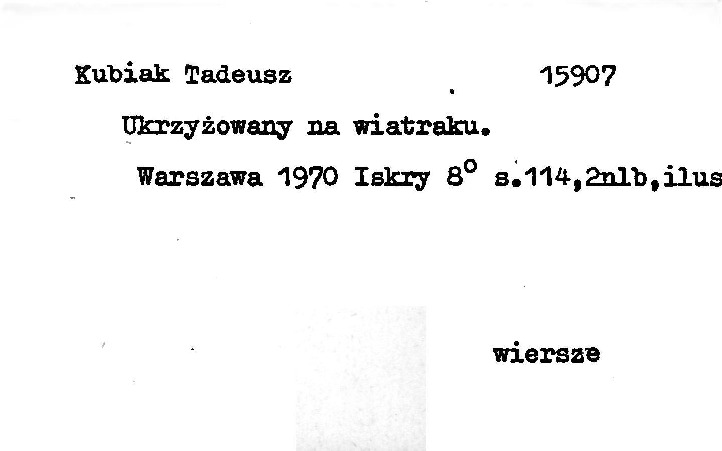 Kubiak Tadeusz 15907
Ukrzyżowany na wiatraku.
Warszawa 1970 Iskry 8° s.114,2nlb,ilus
wiersze